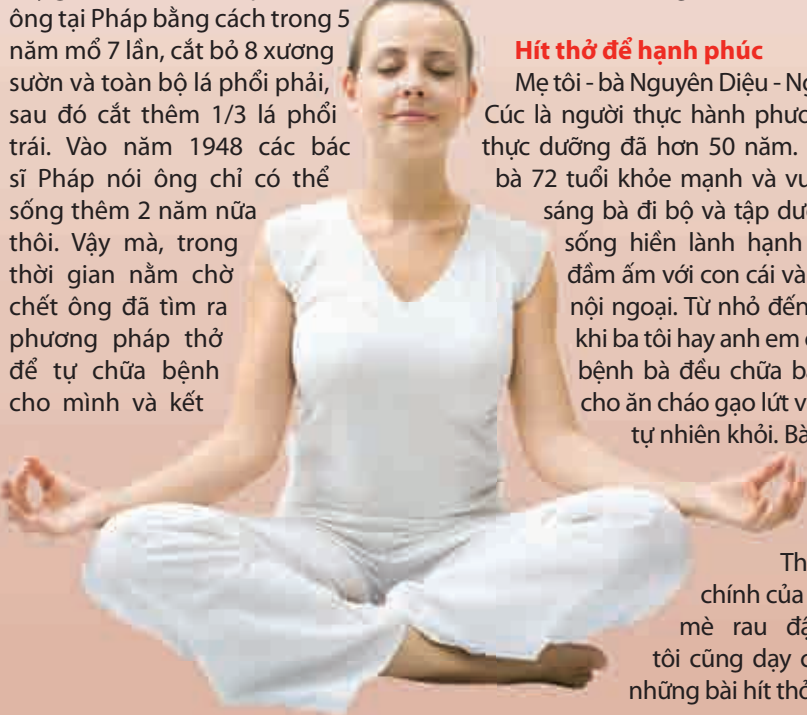 ông tại Pháp bằng cách trong 5
năm mổ 7 lần, cắt bỏ 8 xương
sườn và toàn bộ lá phổi phải,
sau đó cắt thêm 1/3 lá phổi
trái. Vào năm 1948 các bác
sĩ Pháp nói ông chỉ có thể
sống thêm 2 năm nữa
thôi. Vậy mà, trong
thời gian nằm chờ
chết ông đã tìm ra
phương pháp thở
để tự chữa bệnh
cho mình và kết
Hít thở để hạnh phúc
Mẹ tôi - bà Nguyên Diệu -
Cúc là người thực hành
thực dưỡng đã hơn 50 năm.
bà 72 tuổi khỏe mạnh và
sáng bà đi bộ và tập
sống hiền lành hạnh
đầm ấm với con cái và
nội ngoại. Từ nhỏ đến
khi ba tôi hay anh em
bệnh bà đều chữa
cho ăn cháo gạo lứt
tự nhiên khỏi. Bà
chính của
mè rau
tôi cũng dạy
những bài hít thở